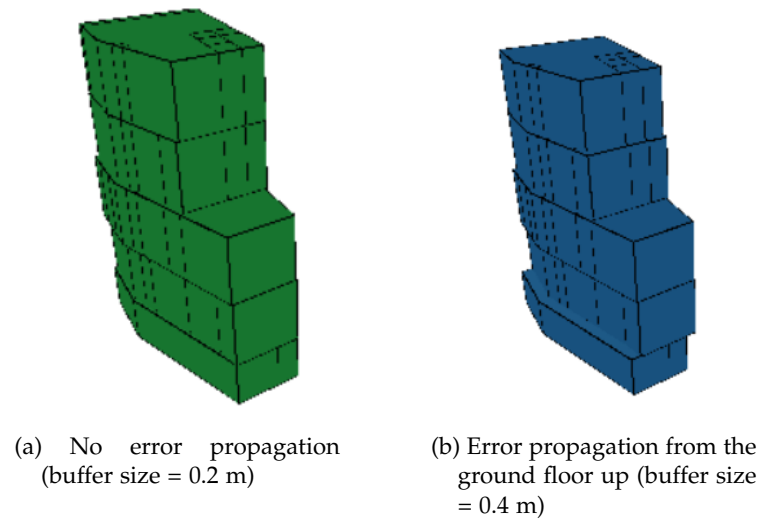 (a) No error propagation
(buffer size = 0.2 m)
(b) Error propagation from the
ground floor up (buffer size
= 0.4 m)